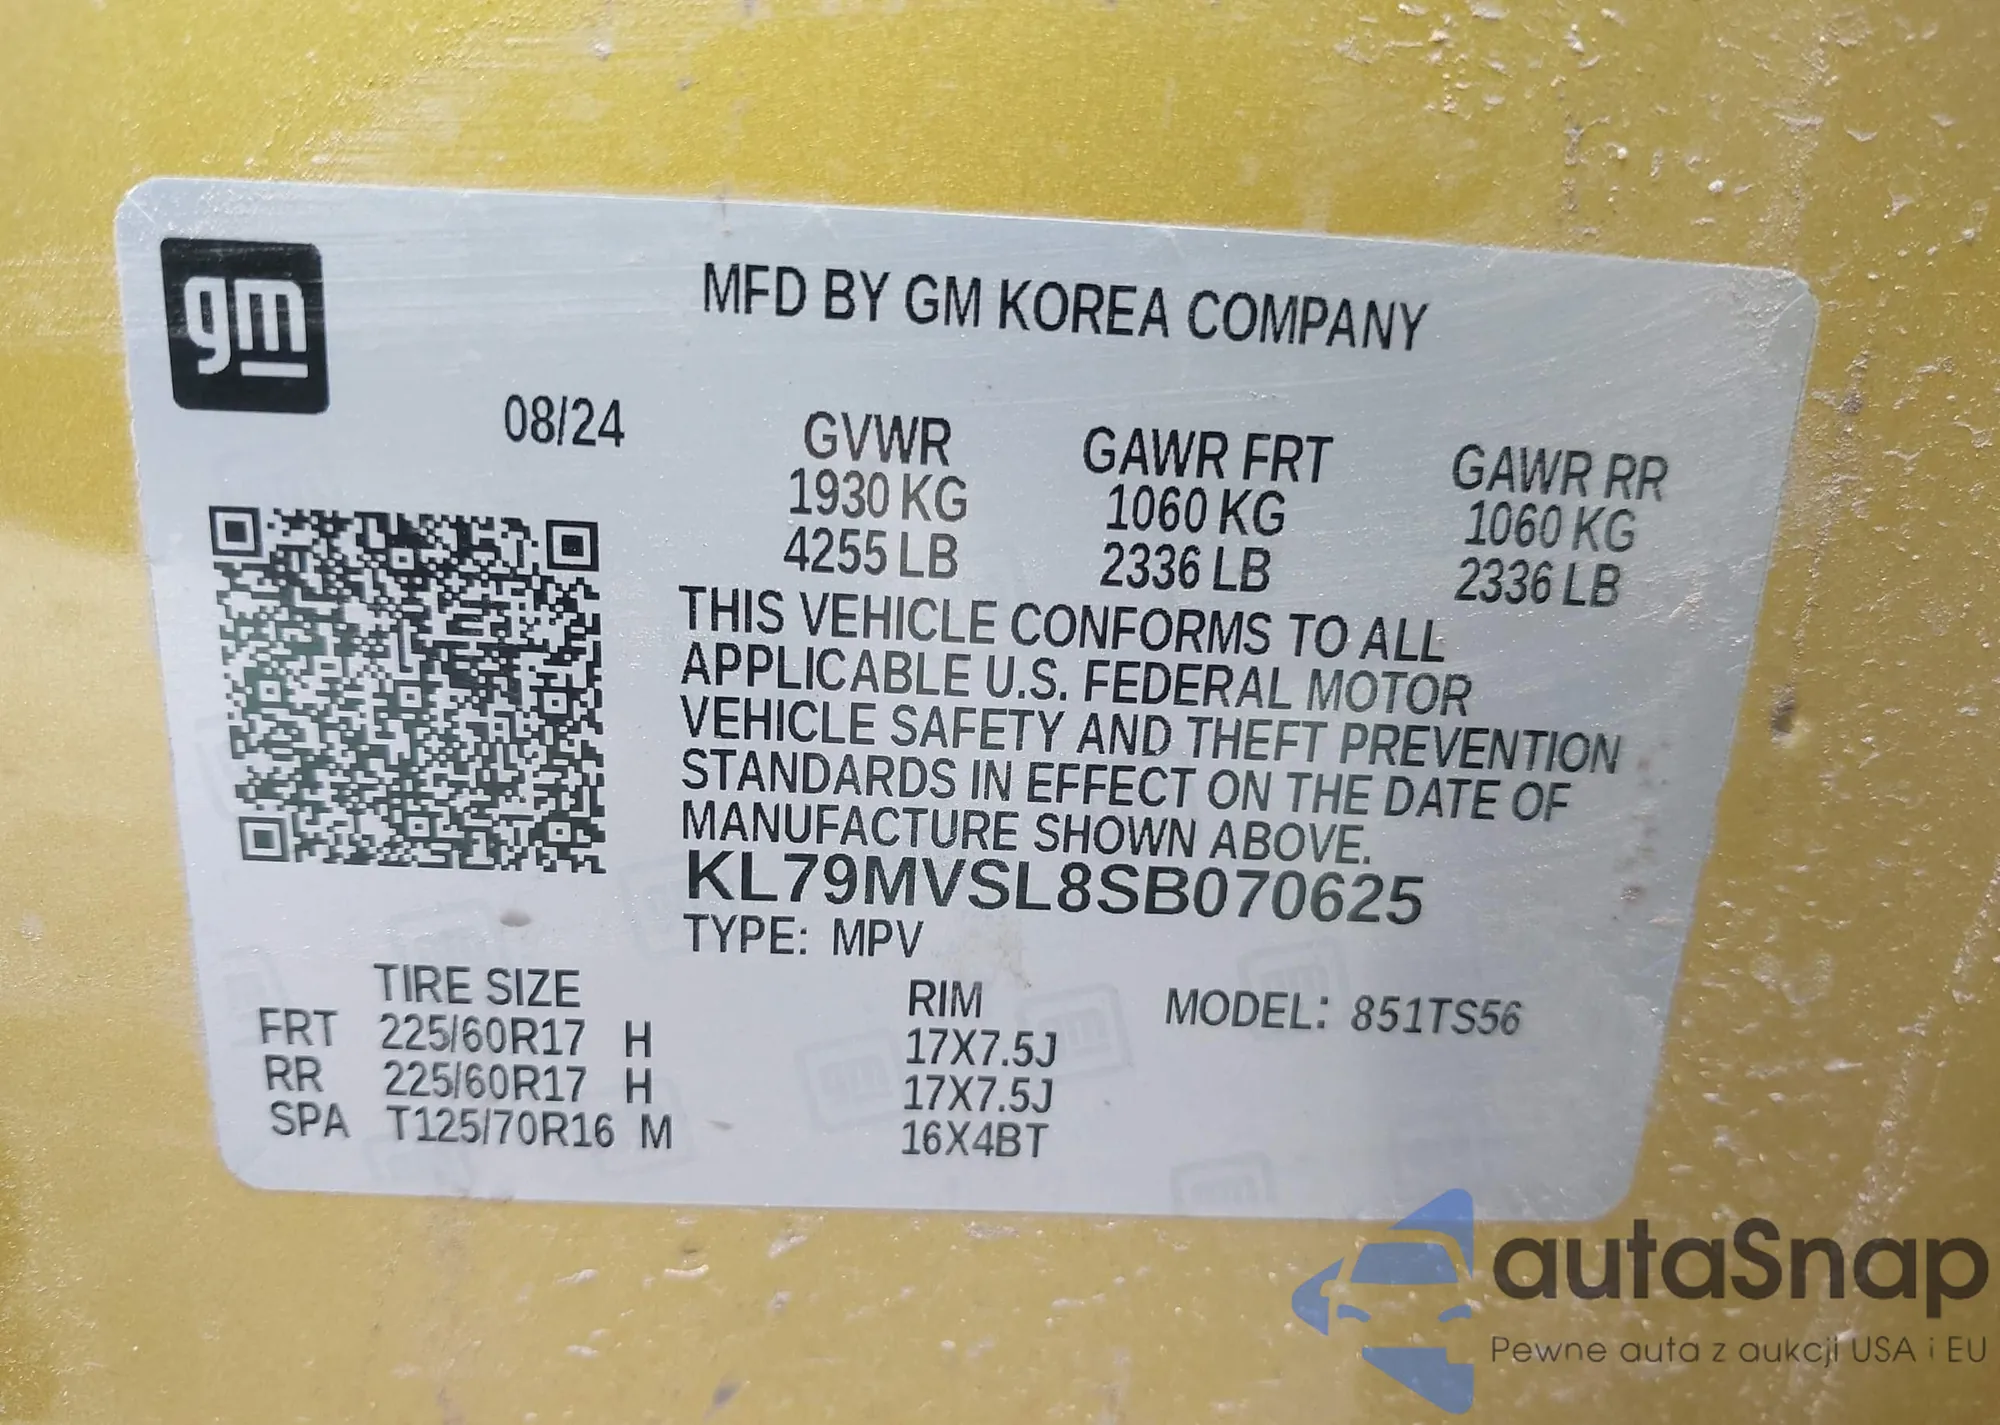 gm
MFD BY GM KOREA COMPANY
08/24
GVWR GAWR FRT GAWR RR
1930 KG 1060 KG 1060 KG
4255 LB 2336 LB 2336 LB
THIS VEHICLE CONFORMS TO ALL
APPLICABLE U.S. FEDERAL MOTOR
VEHICLE SAFETY AND THEFT PREVENTION
STANDARDS IN EFFECT ON THE DATE OF
MANUFACTURE SHOWN ABOVE.
KL79MVSL8SB070625
TYPE: MPV
TIRE SIZE RIM MODEL: 851TS56
FRT 225/60R17 H 17X7.5J
RR 225/60R17 H 17X7.5J
SPA T125/70R16 M 16X4BT
autaSnap
Pewne auta z aukcji USA i EU